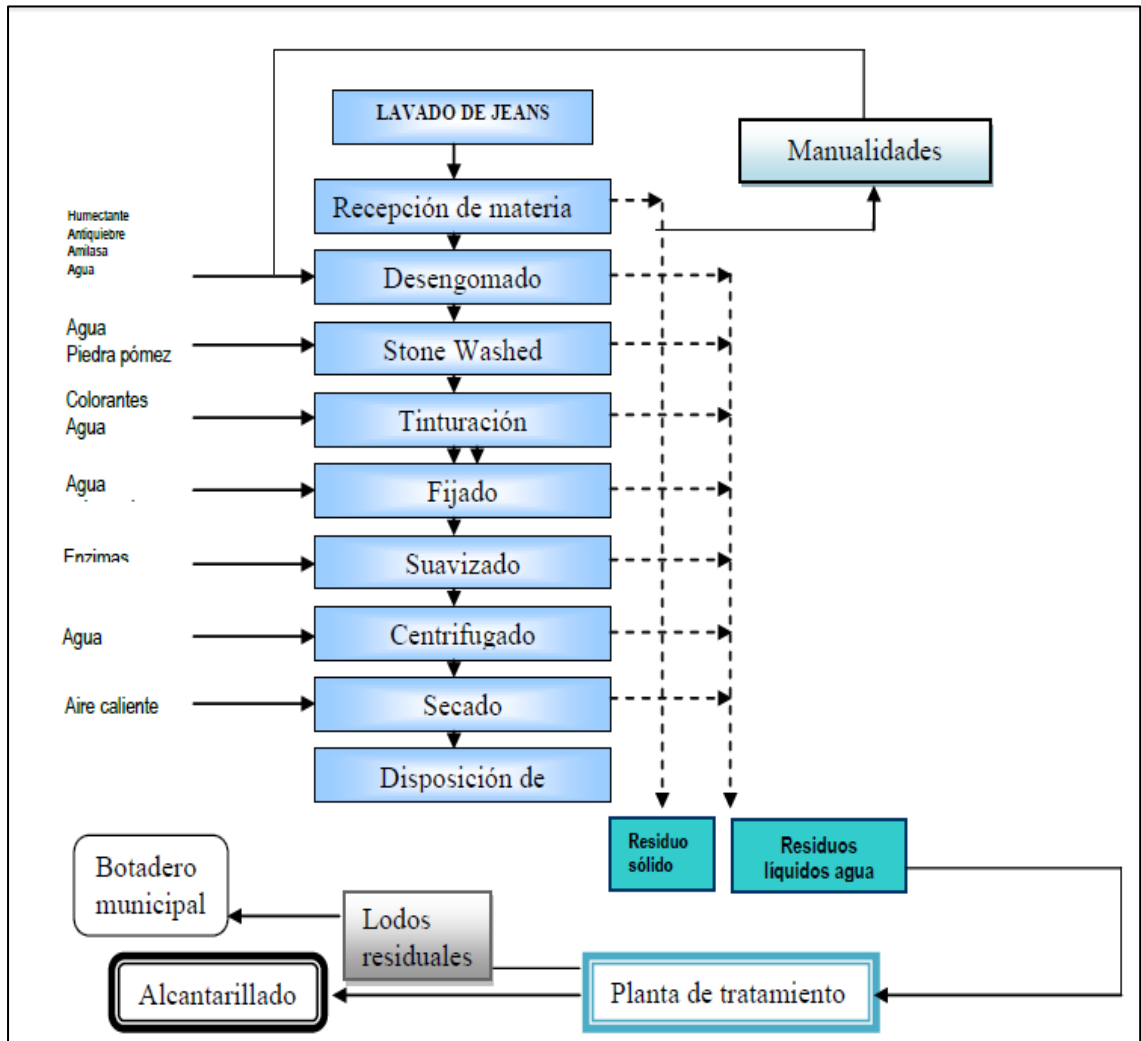 LAVADO DE JEANS
Manualidades
Recepción de materia
Humectante
Antiquiebre
Amilasa
Agua
Desengomado
Agua
Piedra pómez
Stone Washed
Colorantes
Agua
Tinturación
Agua
Fijado
Enzimas
Suavizado
Agua
Centrifugado
Aire caliente
Secado
Disposición de
Residuo
sólido
Residuos
líquidos agua
Botadero
municipal
Lodos
residuales
Alcantarillado
Planta de tratamiento